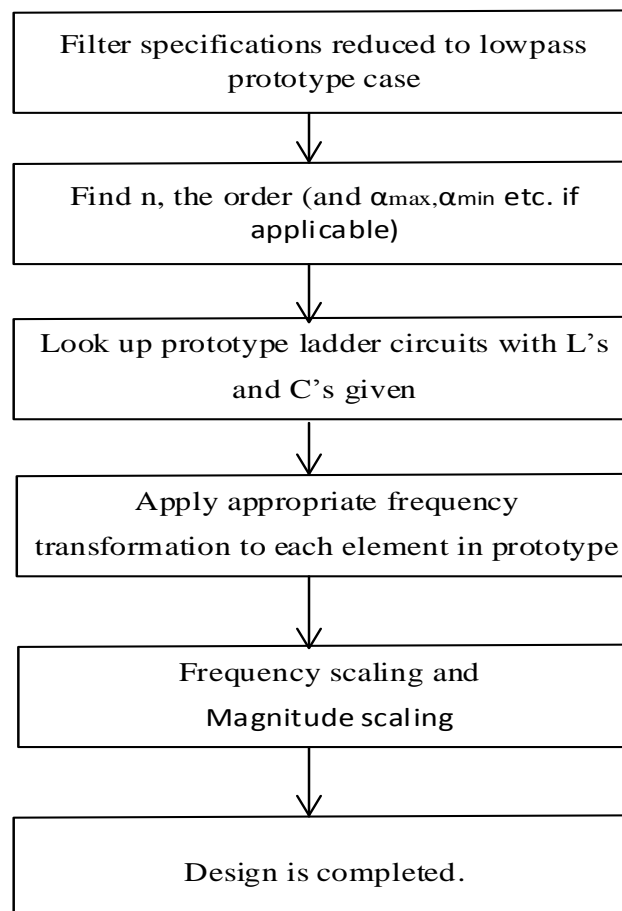 Filter specifications reduced to lowpass
prototype case
Find n, the order (and αmax,αmin etc. if
applicable)
Look up prototype ladder circuits with L's
and C's given
Apply appropriate frequency
transformation to each element in prototype
Frequency scaling and
Magnitude scaling
Design is completed.